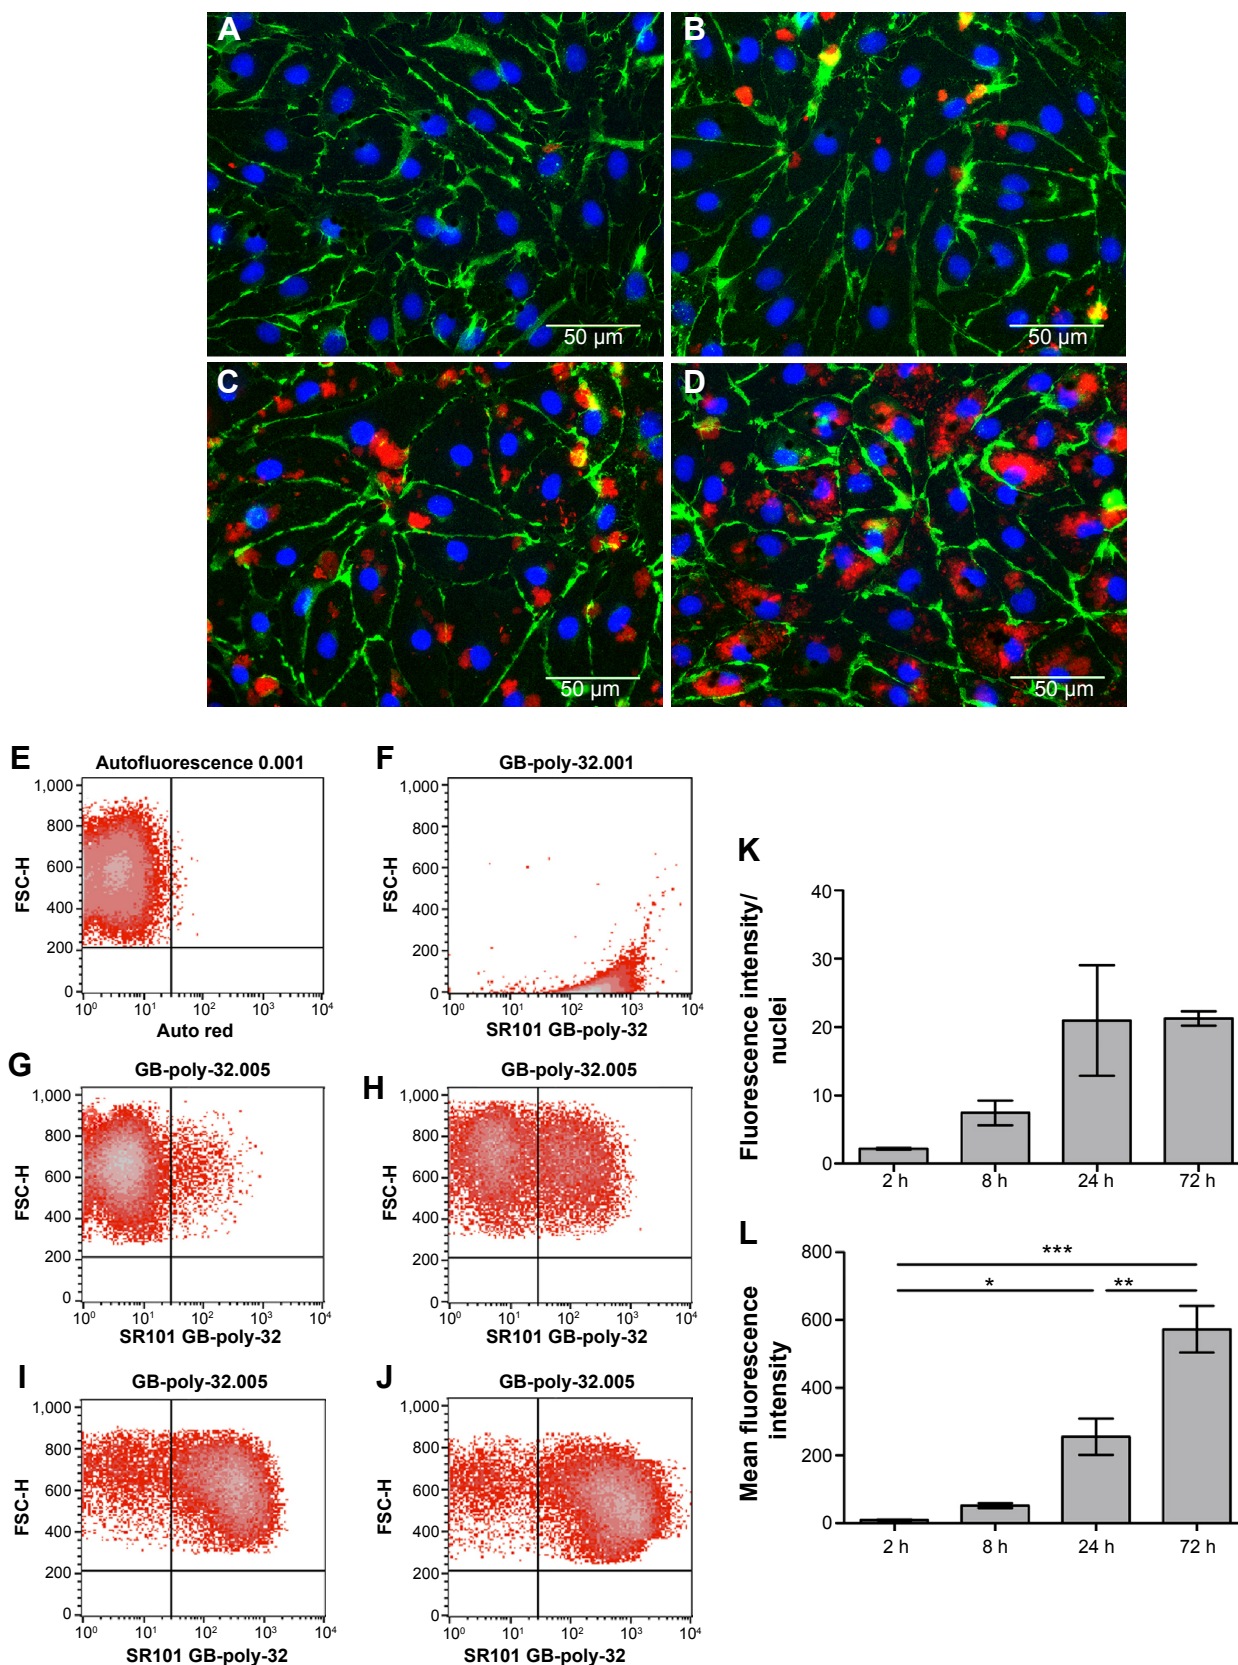 A
B
50 µm
50 µm
C
D
50 µm
50 µm
E
Autofluorescence 0.001
1,000
800
600
400
200
0
FSC-H
10⁰ 10¹ 10² 10³ 10⁴
Auto red
F
GB-poly-32.001
1,000
800
600
400
200
0
FSC-H
10⁰ 10¹ 10² 10³ 10⁴
SR101 GB-poly-32
G
GB-poly-32.005
1,000
800
600
400
200
0
FSC-H
10⁰ 10¹ 10² 10³ 10⁴
SR101 GB-poly-32
H
GB-poly-32.005
1,000
800
600
400
200
0
FSC-H
10⁰ 10¹ 10² 10³ 10⁴
SR101 GB-poly-32
I
GB-poly-32.005
1,000
800
600
400
200
0
FSC-H
10⁰ 10¹ 10² 10³ 10⁴
SR101 GB-poly-32
J
GB-poly-32.005
1,000
800
600
400
200
0
FSC-H
10⁰ 10¹ 10² 10³ 10⁴
SR101 GB-poly-32
K
Fluorescence intensity/
nuclei
40
30
20
10
0
2 h 8 h 24 h 72 h
L
Mean fluorescence
intensity
800
600
400
200
0
***
* **
2 h 8 h 24 h 72 h